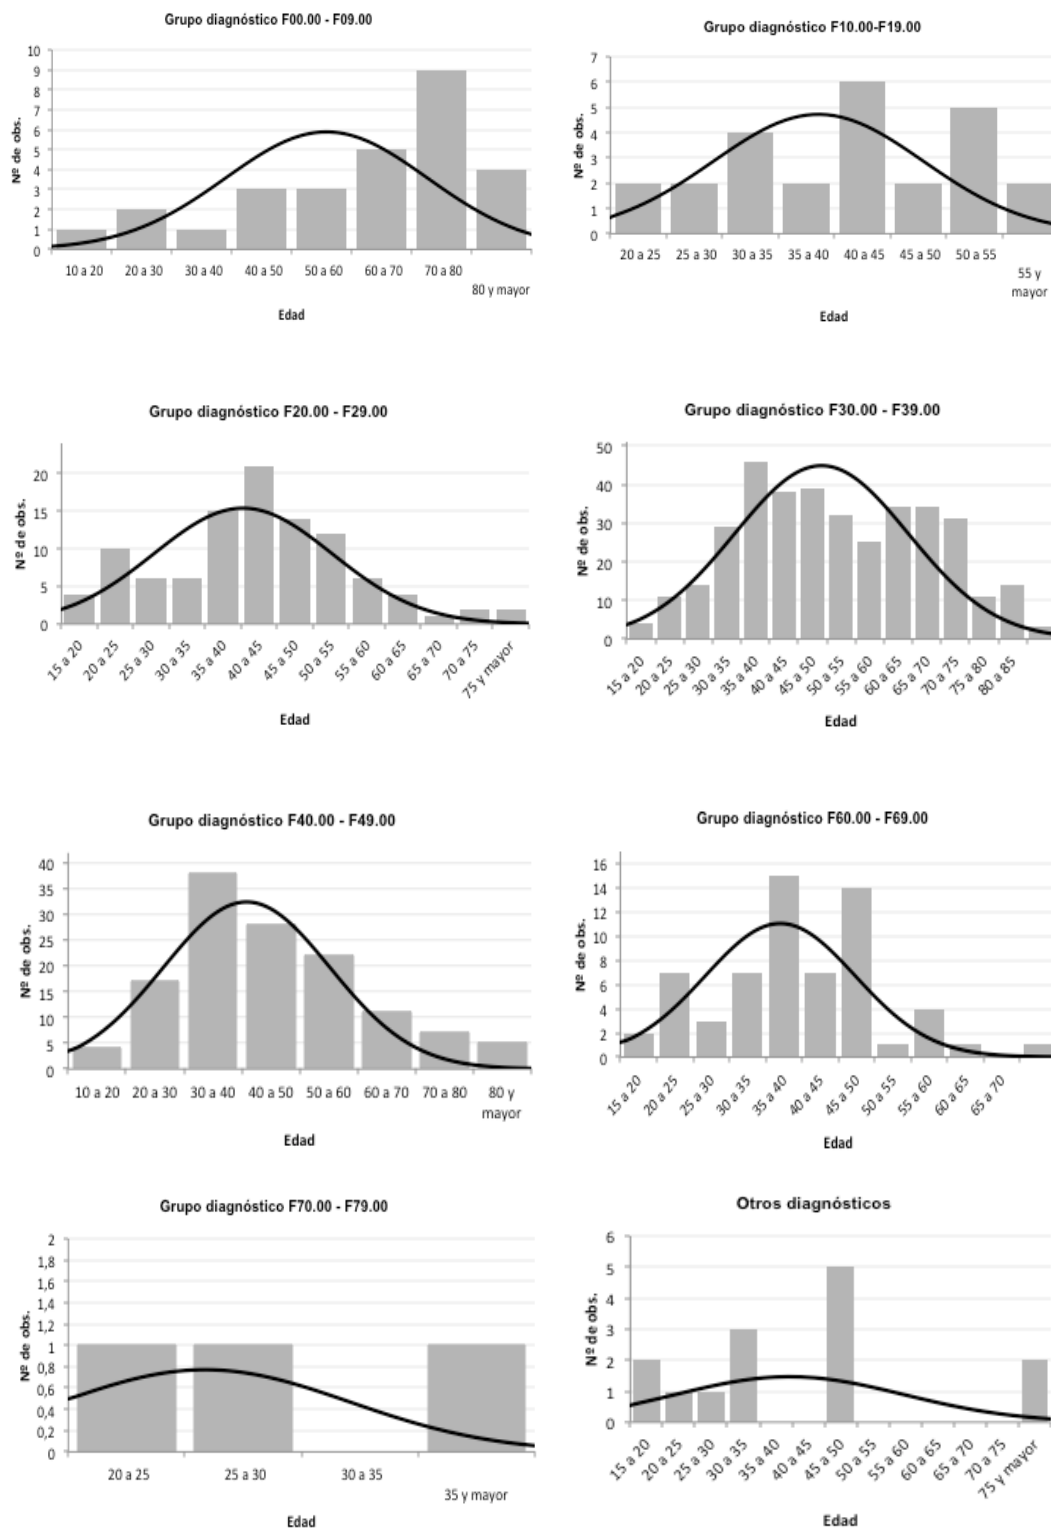 Grupo diagnóstico F00.00 - F09.00
10
9
8
7
6
5
4
3
2
1
0
Nº de obs.
10 a 20 20 a 30 30 a 40 40 a 50 50 a 60 60 a 70 70 a 80
80 y mayor
Edad
Grupo diagnóstico F10.00-F19.00
7
6
5
4
3
2
1
0
Nº de obs.
20 a 25 25 a 30 30 a 35 35 a 40 40 a 45 45 a 50 50 a 55
55 y
mayor
Edad
Grupo diagnóstico F20.00 - F29.00
20
15
10
5
0
Nº de obs.
15 a 20 20 a 25 25 a 30 30 a 35 35 a 40 40 a 45 45 a 50 50 a 55 55 a 60 60 a 65 65 a 70 70 a 75 75 y mayor
Edad
Grupo diagnóstico F30.00 - F39.00
50
40
30
20
10
0
Nº de obs.
15 a 20 20 a 25 25 a 30 30 a 35 35 a 40 40 a 45 45 a 50 50 a 55 55 a 60 60 a 65 65 a 70 70 a 75 75 a 80 80 a 85
Edad
Grupo diagnóstico F40.00 - F49.00
40
35
30
25
20
15
10
5
0
Nº de obs.
10 a 20 20 a 30 30 a 40 40 a 50 50 a 60 60 a 70 70 a 80 80 y
mayor
Edad
Grupo diagnóstico F60.00 - F69.00
16
14
12
10
8
6
4
2
0
Nº de obs.
15 a 20 20 a 25 25 a 30 30 a 35 35 a 40 40 a 45 45 a 50 50 a 55 55 a 60 60 a 65 65 a 70
Edad
Grupo diagnóstico F70.00 - F79.00
2
1,8
1,6
1,4
1,2
1
0,8
0,6
0,4
0,2
0
Nº de obs.
20 a 25 25 a 30 30 a 35
35 y mayor
Edad
Otros diagnósticos
6
5
4
3
2
1
0
Nº de obs.
15 a 20 20 a 25 25 a 30 30 a 35 35 a 40 40 a 45 45 a 50 50 a 55 55 a 60 60 a 65 65 a 70 70 a 75 75 y mayor
Edad